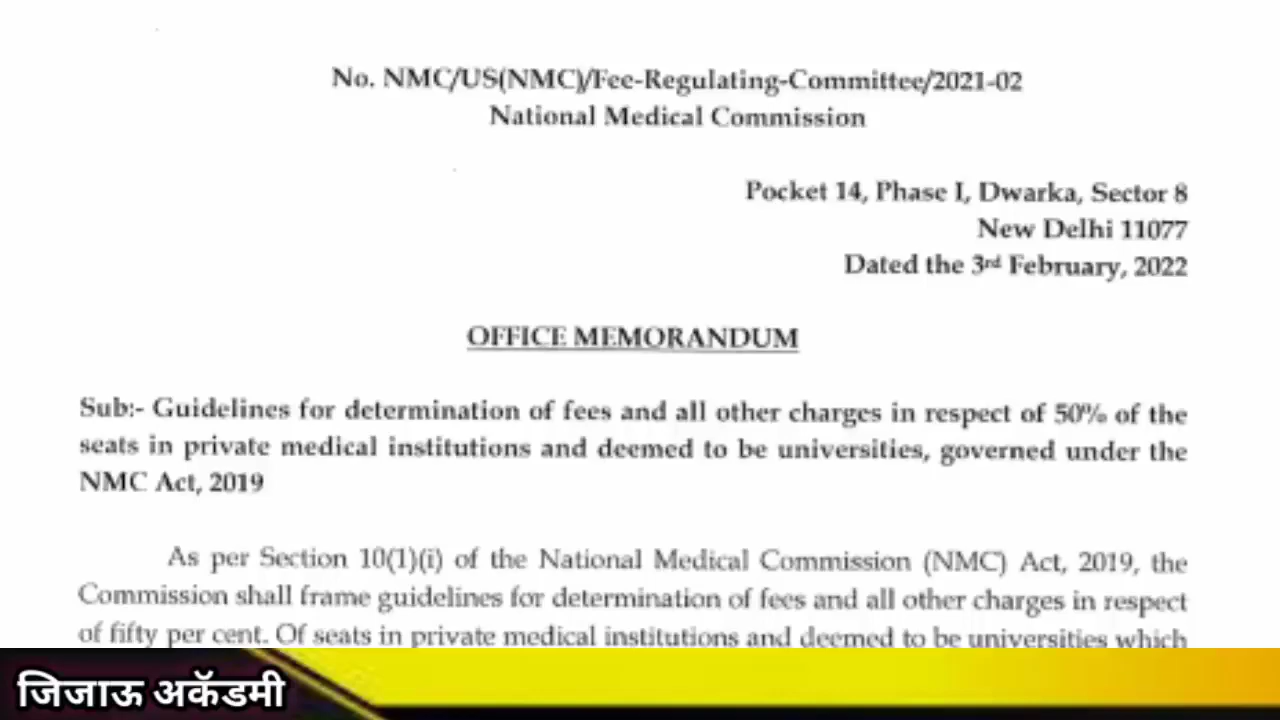 No. NMC/US(NMC)/Fee-Regulating-Committee/2021-02
National Medical Commission
Pocket 14, Phase I, Dwarka, Sector 8
New Delhi 11077
Dated the 3rd February, 2022
OFFICE MEMORANDUM
Sub:- Guidelines for determination of fees and all other charges in respect of 50% of the
seats in private medical institutions and deemed to be universities, governed under the
NMC Act, 2019
As per Section 10(1)(i) of the National Medical Commission (NMC) Act, 2019, the
Commission shall frame guidelines for determination of fees and all other charges in respect
of fifty per cent. Of seats in private medical institutions and deemed to be universities which
जिजाऊ अकॅडमी